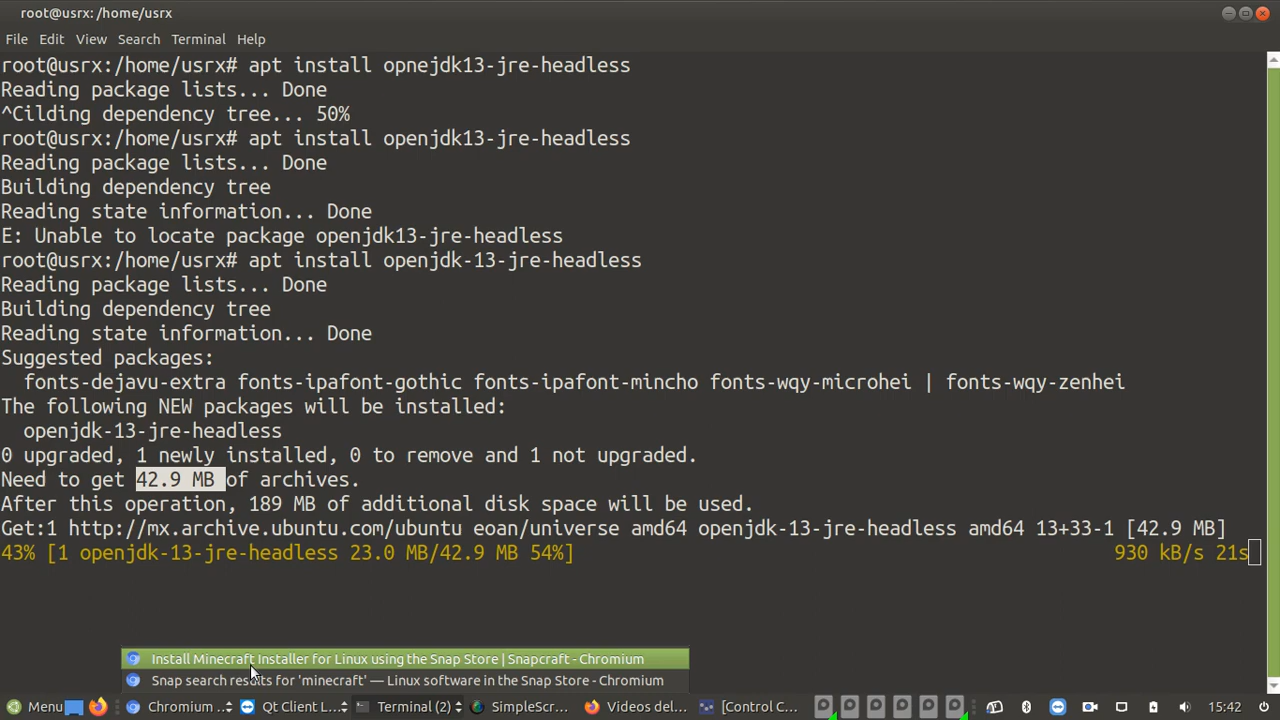 root@usrx: /home/usrx
File Edit View Search Terminal Help
root@usrx:/home/usrx# apt install opnejdk13-jre-headless
Reading package lists... Done
^Cilding dependency tree... 50%
root@usrx:/home/usrx# apt install openjdk13-jre-headless
Reading package lists... Done
Building dependency tree
Reading state information... Done
E: Unable to locate package openjdk13-jre-headless
root@usrx:/home/usrx# apt install openjdk-13-jre-headless
Reading package lists... Done
Building dependency tree
Reading state information... Done
Suggested packages:
fonts-dejavu-extra fonts-ipafont-gothic fonts-ipafont-mincho fonts-wqy-microhei | fonts-wqy-zenhei
The following NEW packages will be installed:
openjdk-13-jre-headless
0 upgraded, 1 newly installed, 0 to remove and 1 not upgraded.
Need to get 42.9 MB of archives.
After this operation, 189 MB of additional disk space will be used.
Get:1 http://mx.archive.ubuntu.com/ubuntu eoan/universe amd64 openjdk-13-jre-headless amd64 13+33-1 [42.9 MB]
43% [1 openjdk-13-jre-headless 23.0 MB/42.9 MB 54%] 930 kB/s 21s
Install Minecraft Installer for Linux using the Snap Store | Snapcraft - Chromium
Snap search results for 'minecraft' — Linux software in the Snap Store - Chromium
Menu Chromium ... Qt Client L... Terminal (2) SimpleScr... Videos del... [Control C... 15:42